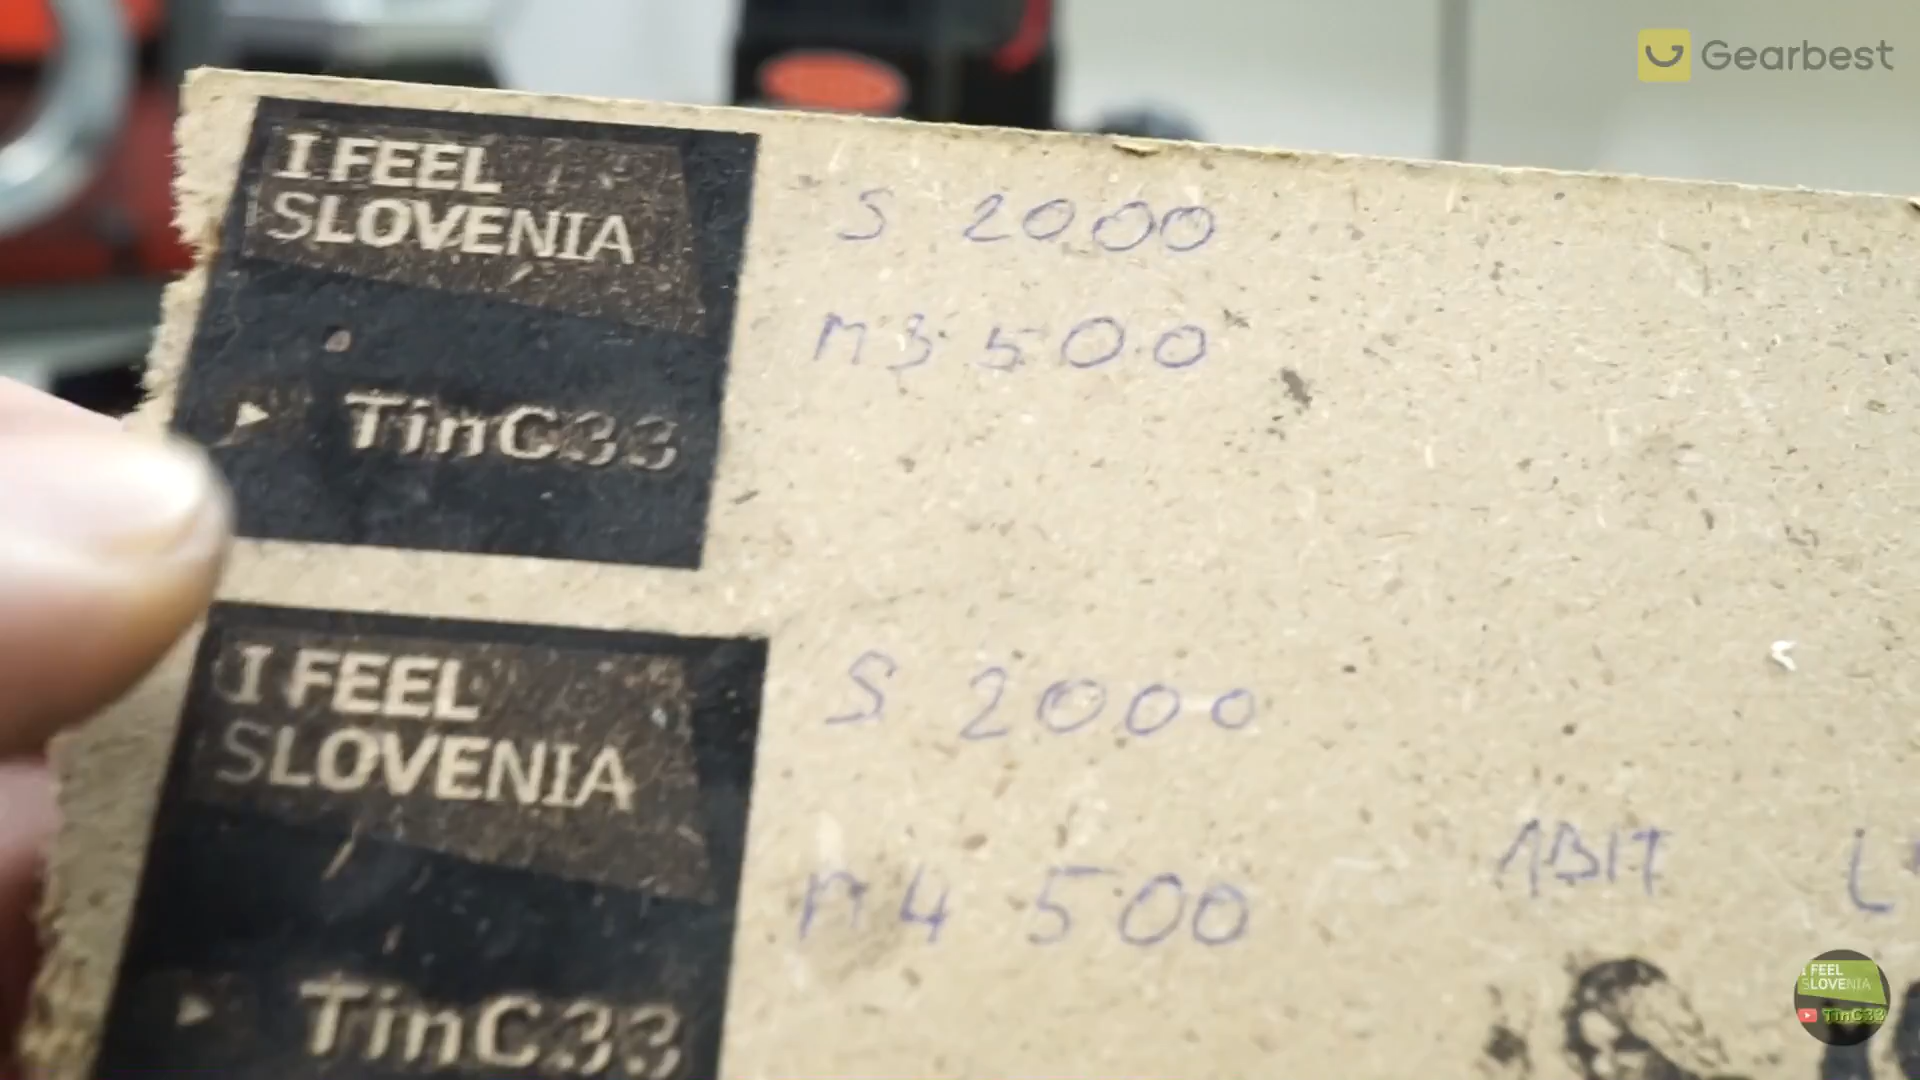 Gearbest
I FEEL
SLOVENIA
TinC33
S 2000
M3 500
I FEEL
SLOVENIA
TinC33
S 2000
M4 500
1BIT
I FEEL
SLOVENIA
TinC33